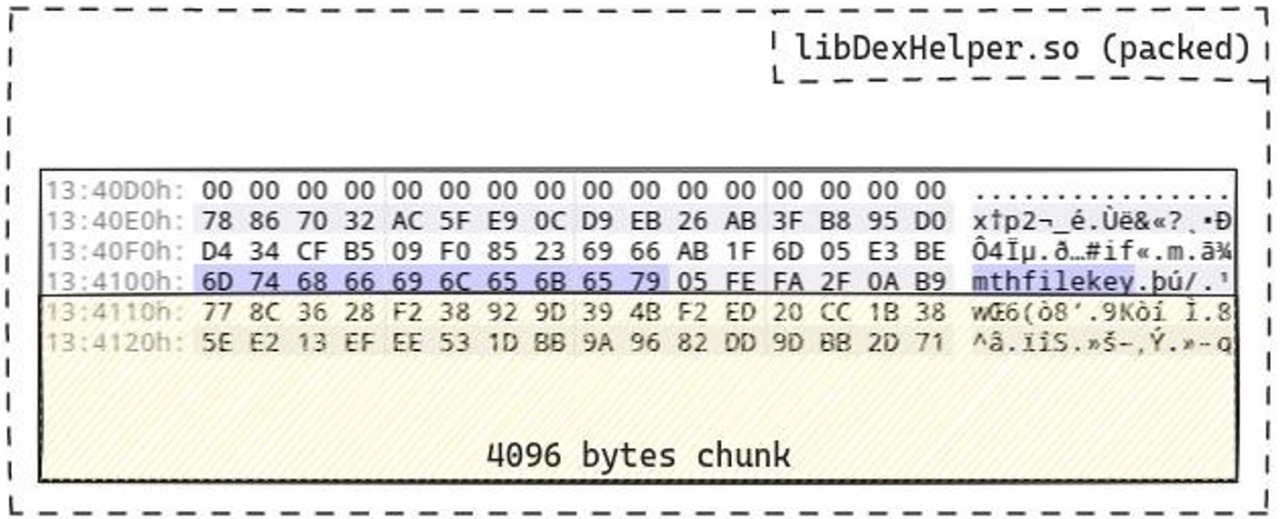 libDexHelper.so (packed)
13:40D0h: 00 00 00 00 00 00 00 00 00 00 00 00 00 00 00 00 ................
13:40E0h: 78 86 70 32 AC 5F E9 0C D9 EB 26 AB 3F B8 95 D0 x†p2¬_é.Ùë&«?¸•Ð
13:40F0h: D4 34 CF B5 09 F0 85 23 69 66 AB 1F 6D 05 E3 BE Ô4Ïµ.ð…#if«.m.ã¾
13:4100h: 6D 74 68 66 69 6C 65 6B 65 79 05 FE FA 2F 0A B9 mthfilekey.þú/.¹
13:4110h: 77 8C 36 28 F2 38 92 9D 39 4B F2 ED 20 CC 1B 38 wŒ6(ò8’.9Kòí Ì.8
13:4120h: 5E E2 13 EF EE 53 1D BB 9A 96 82 DD 9D BB 2D 71 ^â.ïîS.»š–‚Ý.»-q
4096 bytes chunk